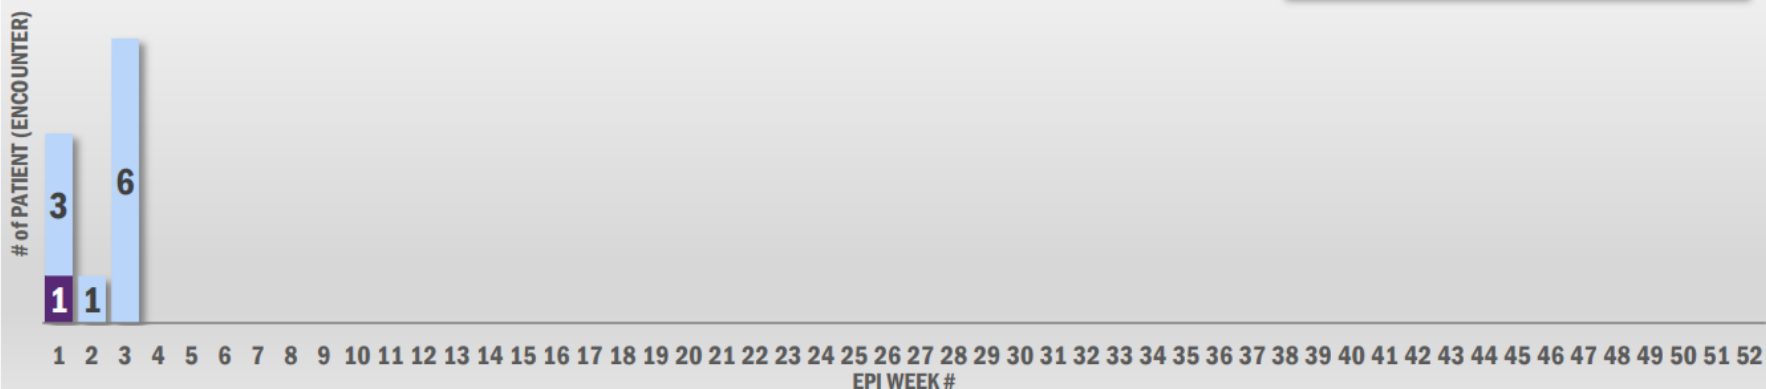 # of PATIENT (ENCOUNTER)
6
3
1 1
1 2 3 4 5 6 7 8 9 10 11 12 13 14 15 16 17 18 19 20 21 22 23 24 25 26 27 28 29 30 31 32 33 34 35 36 37 38 39 40 41 42 43 44 45 46 47 48 49 50 51 52
EPI WEEK #